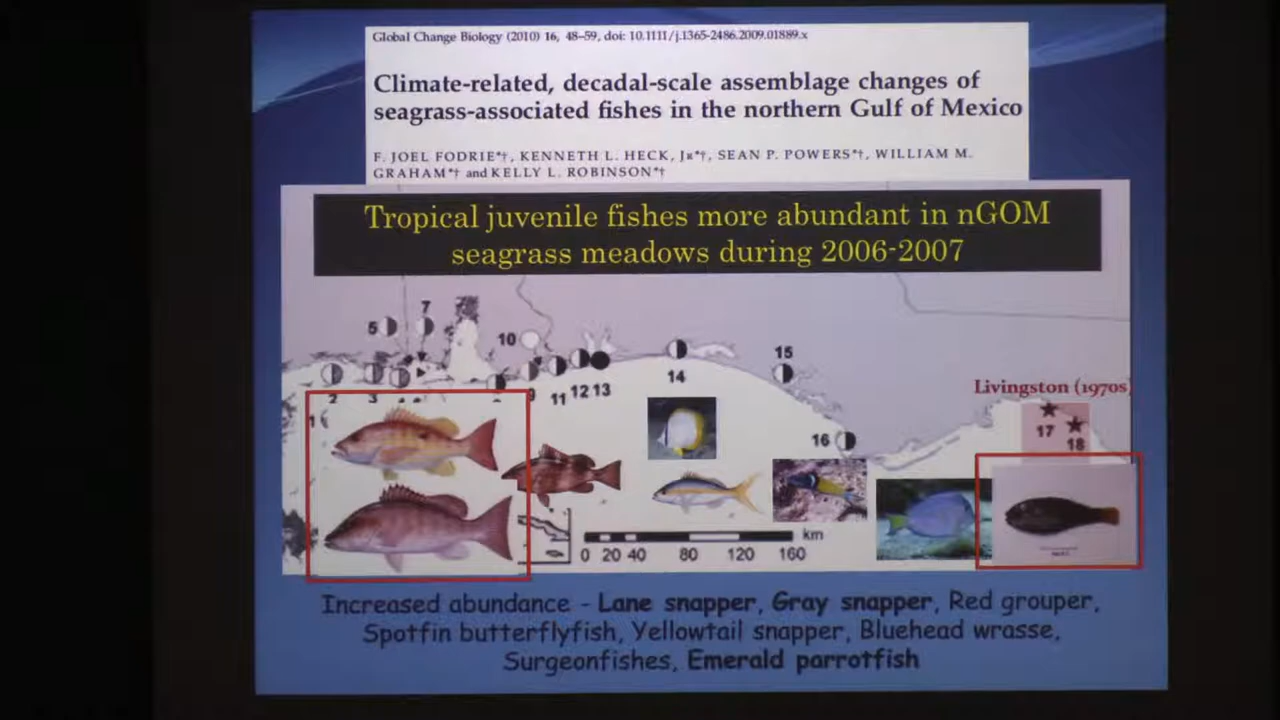 Global Change Biology (2010) 16, 48–59, doi: 10.1111/j.1365-2486.2009.01889.x
Climate-related, decadal-scale assemblage changes of
seagrass-associated fishes in the northern Gulf of Mexico
F. JOEL FODRIE*†, KENNETH L. HECK, JR*†, SEAN P. POWERS*†, WILLIAM M.
GRAHAM*† and KELLY L. ROBINSON*†
Tropical juvenile fishes more abundant in nGOM
seagrass meadows during 2006-2007
7
5
10
15
2
3
9
11
12
13
14
Livingston (1970s)
1
16
17
18
km
0 20 40 80 120 160
Increased abundance - Lane snapper, Gray snapper, Red grouper,
Spotfin butterflyfish, Yellowtail snapper, Bluehead wrasse,
Surgeonfishes, Emerald parrotfish